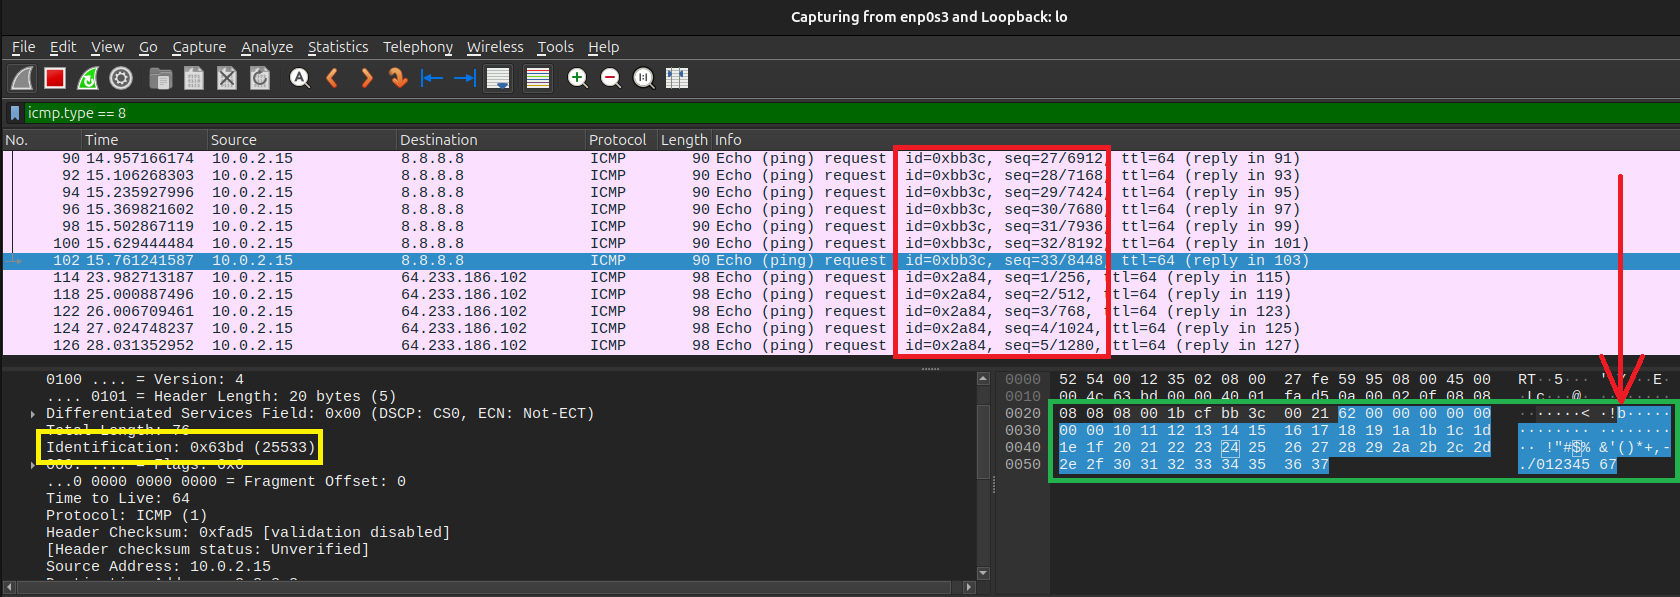 Capturing from enp0s3 and Loopback: lo
File Edit View Go Capture Analyze Statistics Telephony Wireless Tools Help
icmp.type == 8
No. Time Source Destination Protocol Length Info
90 14.957166174 10.0.2.15 8.8.8.8 ICMP 90 Echo (ping) request id=0xbb3c, seq=27/6912, ttl=64 (reply in 91)
92 15.106268303 10.0.2.15 8.8.8.8 ICMP 90 Echo (ping) request id=0xbb3c, seq=28/7168, ttl=64 (reply in 93)
94 15.235927996 10.0.2.15 8.8.8.8 ICMP 90 Echo (ping) request id=0xbb3c, seq=29/7424, ttl=64 (reply in 95)
96 15.369821602 10.0.2.15 8.8.8.8 ICMP 90 Echo (ping) request id=0xbb3c, seq=30/7680, ttl=64 (reply in 97)
98 15.502867119 10.0.2.15 8.8.8.8 ICMP 90 Echo (ping) request id=0xbb3c, seq=31/7936, ttl=64 (reply in 99)
100 15.629444484 10.0.2.15 8.8.8.8 ICMP 90 Echo (ping) request id=0xbb3c, seq=32/8192, ttl=64 (reply in 101)
102 15.761241587 10.0.2.15 8.8.8.8 ICMP 90 Echo (ping) request id=0xbb3c, seq=33/8448, ttl=64 (reply in 103)
114 23.982713187 10.0.2.15 64.233.186.102 ICMP 98 Echo (ping) request id=0x2a84, seq=1/256, ttl=64 (reply in 115)
118 25.000887496 10.0.2.15 64.233.186.102 ICMP 98 Echo (ping) request id=0x2a84, seq=2/512, ttl=64 (reply in 119)
122 26.006709461 10.0.2.15 64.233.186.102 ICMP 98 Echo (ping) request id=0x2a84, seq=3/768, ttl=64 (reply in 123)
124 27.024748237 10.0.2.15 64.233.186.102 ICMP 98 Echo (ping) request id=0x2a84, seq=4/1024, ttl=64 (reply in 125)
126 28.031352952 10.0.2.15 64.233.186.102 ICMP 98 Echo (ping) request id=0x2a84, seq=5/1280, ttl=64 (reply in 127)
0100 .... = Version: 4
.... 0101 = Header Length: 20 bytes (5)
Differentiated Services Field: 0x00 (DSCP: CS0, ECN: Not-ECT)
Total Length: 76
Identification: 0x63bd (25533)
000. .... = Flags: 0x0
...0 0000 0000 0000 = Fragment Offset: 0
Time to Live: 64
Protocol: ICMP (1)
Header Checksum: 0xfad5 [validation disabled]
[Header checksum status: Unverified]
Source Address: 10.0.2.15
0000 52 54 00 12 35 02 08 00 27 fe 59 95 08 00 45 00 RT··5··· '·Y···E·
0010 00 4c 63 bd 00 00 40 01 fa d5 0a 00 02 0f 08 08 ·Lc···@· ········
0020 08 08 08 00 1b cf bb 3c 00 21 62 00 00 00 00 00 ·······< ·!b·····
0030 00 00 10 11 12 13 14 15 16 17 18 19 1a 1b 1c 1d ········ ········
0040 1e 1f 20 21 22 23 24 25 26 27 28 29 2a 2b 2c 2d ·· !"#$% &'()*+,-
0050 2e 2f 30 31 32 33 34 35 36 37 ./012345 67